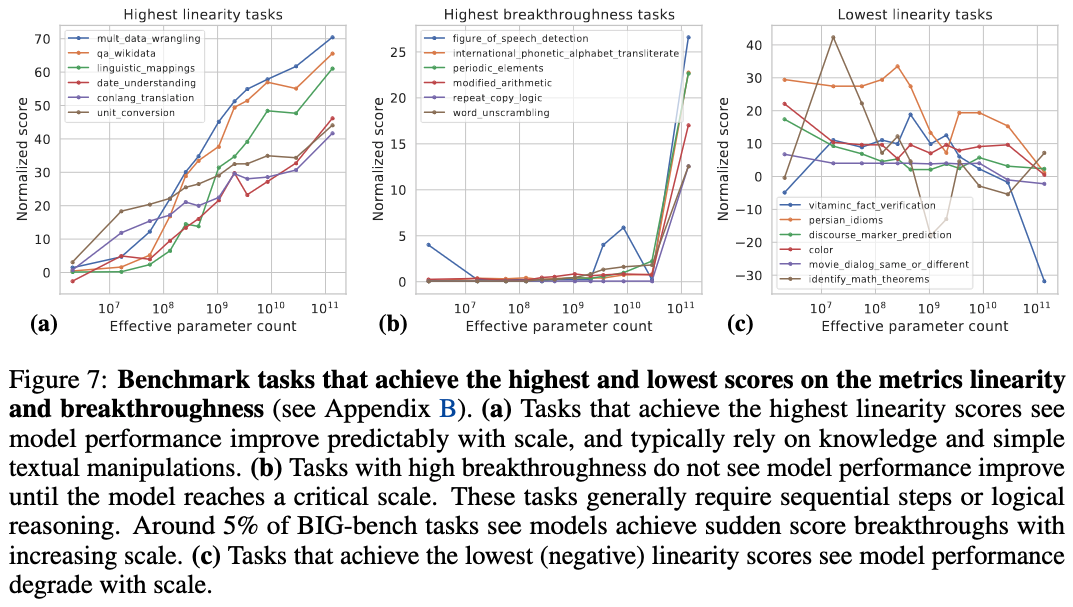 Highest linearity tasks
Normalized score
70
60
50
40
30
20
10
0
mult_data_wrangling
qa_wikidata
linguistic_mappings
date_understanding
conlang_translation
unit_conversion
10^7 10^8 10^9 10^10 10^11
(a) Effective parameter count
Highest breakthroughness tasks
Normalized score
25
20
15
10
5
0
figure_of_speech_detection
international_phonetic_alphabet_transliterate
periodic_elements
modified_arithmetic
repeat_copy_logic
word_unscrambling
10^7 10^8 10^9 10^10 10^11
(b) Effective parameter count
Lowest linearity tasks
Normalized score
40
30
20
10
0
−10
−20
−30
vitaminc_fact_verification
persian_idioms
discourse_marker_prediction
color
movie_dialog_same_or_different
identify_math_theorems
10^7 10^8 10^9 10^10 10^11
(c) Effective parameter count
Figure 7: Benchmark tasks that achieve the highest and lowest scores on the metrics linearity
and breakthroughness (see Appendix B). (a) Tasks that achieve the highest linearity scores see
model performance improve predictably with scale, and typically rely on knowledge and simple
textual manipulations. (b) Tasks with high breakthroughness do not see model performance improve
until the model reaches a critical scale. These tasks generally require sequential steps or logical
reasoning. Around 5% of BIG-bench tasks see models achieve sudden score breakthroughs with
increasing scale. (c) Tasks that achieve the lowest (negative) linearity scores see model performance
degrade with scale.